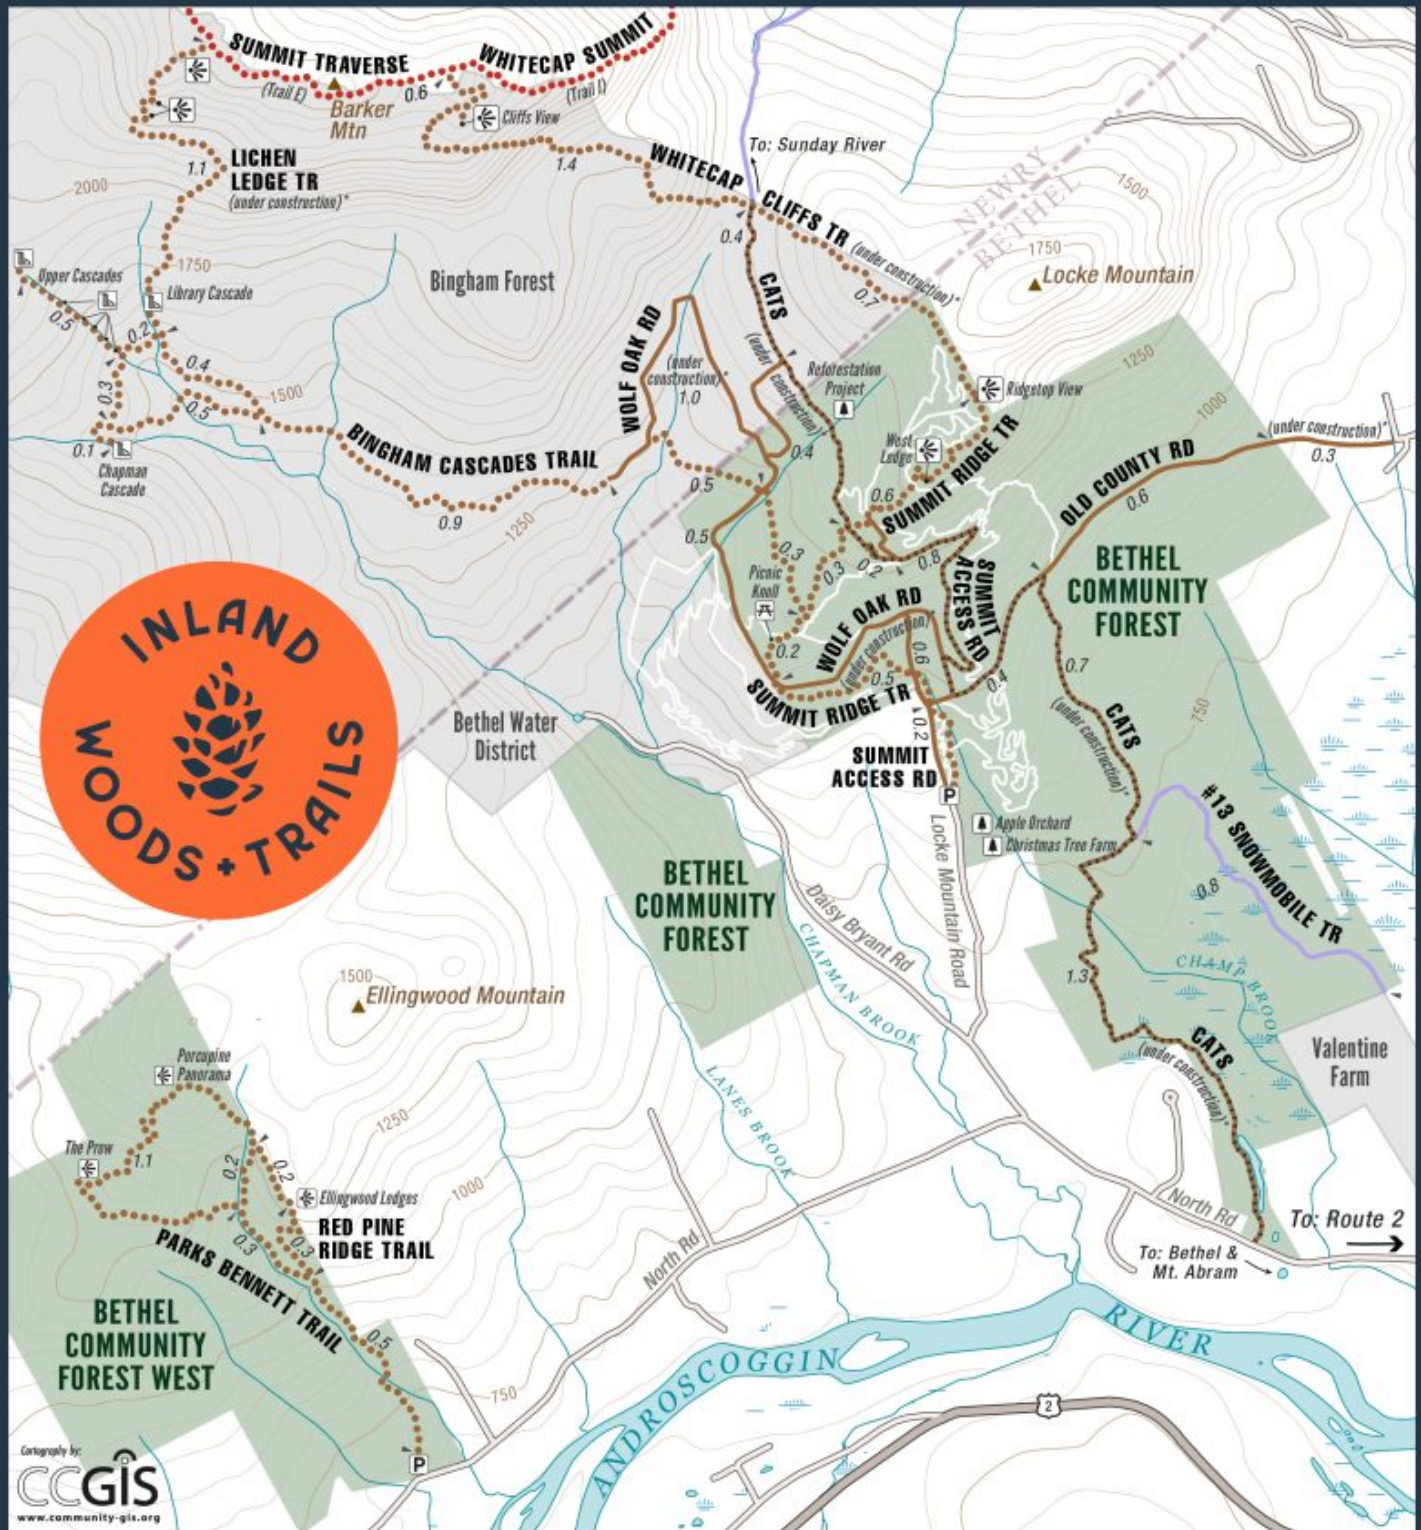 SUMMIT TRAVERSE
(Trail E)
WHITECAP SUMMIT
(Trail I)
0.6
Barker
Mtn
Cliffs View
1.4
1.1
LICHEN
LEDGE TR
(under construction)*
2000
1750
WHITECAP CLIFFS TR
(under construction)*
To: Sunday River
NEWRY
BETHEL
1500
1750
Locke Mountain
0.4
0.7
Bingham Forest
Upper Cascades
Library Cascade
0.5
0.2
0.4
0.3
0.5
1500
0.1
Chapman
Cascade
BINGHAM CASCADES TRAIL
0.9
1250
WOLF OAK RD
(under
construction)*
1.0
CATS
(under construction)*
Reforestation
Project
0.4
0.5
0.5
West
Ledge
Ridgetop View
SUMMIT RIDGE TR
0.6
1250
1000
OLD COUNTY RD
0.6
(under construction)*
0.3
0.3
0.3
0.2
0.8
SUMMIT
ACCESS RD
Picnic
Knoll
0.2
WOLF OAK RD
(under construction)
0.6
0.5
0.4
SUMMIT RIDGE TR
0.2
SUMMIT
ACCESS RD
P
BETHEL
COMMUNITY
FOREST
0.7
CATS
(under construction)*
750
#13 SNOWMOBILE TR
0.8
INLAND
WOODS + TRAILS
Bethel Water
District
Apple Orchard
Christmas Tree Farm
Locke Mountain Road
Daisy Bryant Rd
CHAPMAN BROOK
BETHEL
COMMUNITY
FOREST
CHAMP BROOK
1.3
CATS
(under construction)*
Valentine
Farm
1500
Ellingwood Mountain
LANES BROOK
1250
1000
Porcupine
Panorama
The Prow
1.1
0.2
0.2
Ellingwood Ledges
RED PINE
RIDGE TRAIL
0.3
0.3
PARKS BENNETT TRAIL
0.5
BETHEL
COMMUNITY
FOREST WEST
750
P
North Rd
North Rd
To: Route 2
To: Bethel &
Mt. Abram
ANDROSCOGGIN RIVER
2
Cartography by:
CCGIS
www.community-gis.org